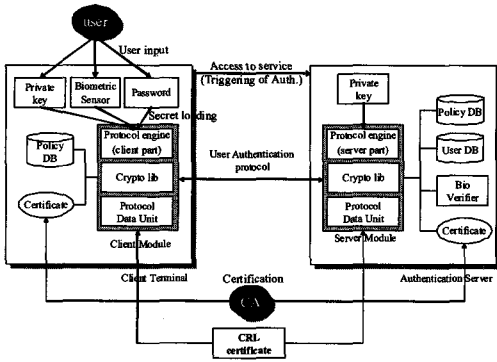 user
User input
Access to service
(Triggering of Auth.)
Private
key
Biometric
Sensor
Password
Private
key
Secret loading
Policy
DB
Protocol engine
(client part)
Crypto lib
Protocol
Data Unit
Client Module
Certificate
User Authentication
protocol
Protocol engine
(server part)
Crypto lib
Protocol
Data Unit
Server Module
Policy DB
User DB
Bio
Verifier
Certificate
Client Terminal
Certification
Authentication Server
CA
CRL
certificate